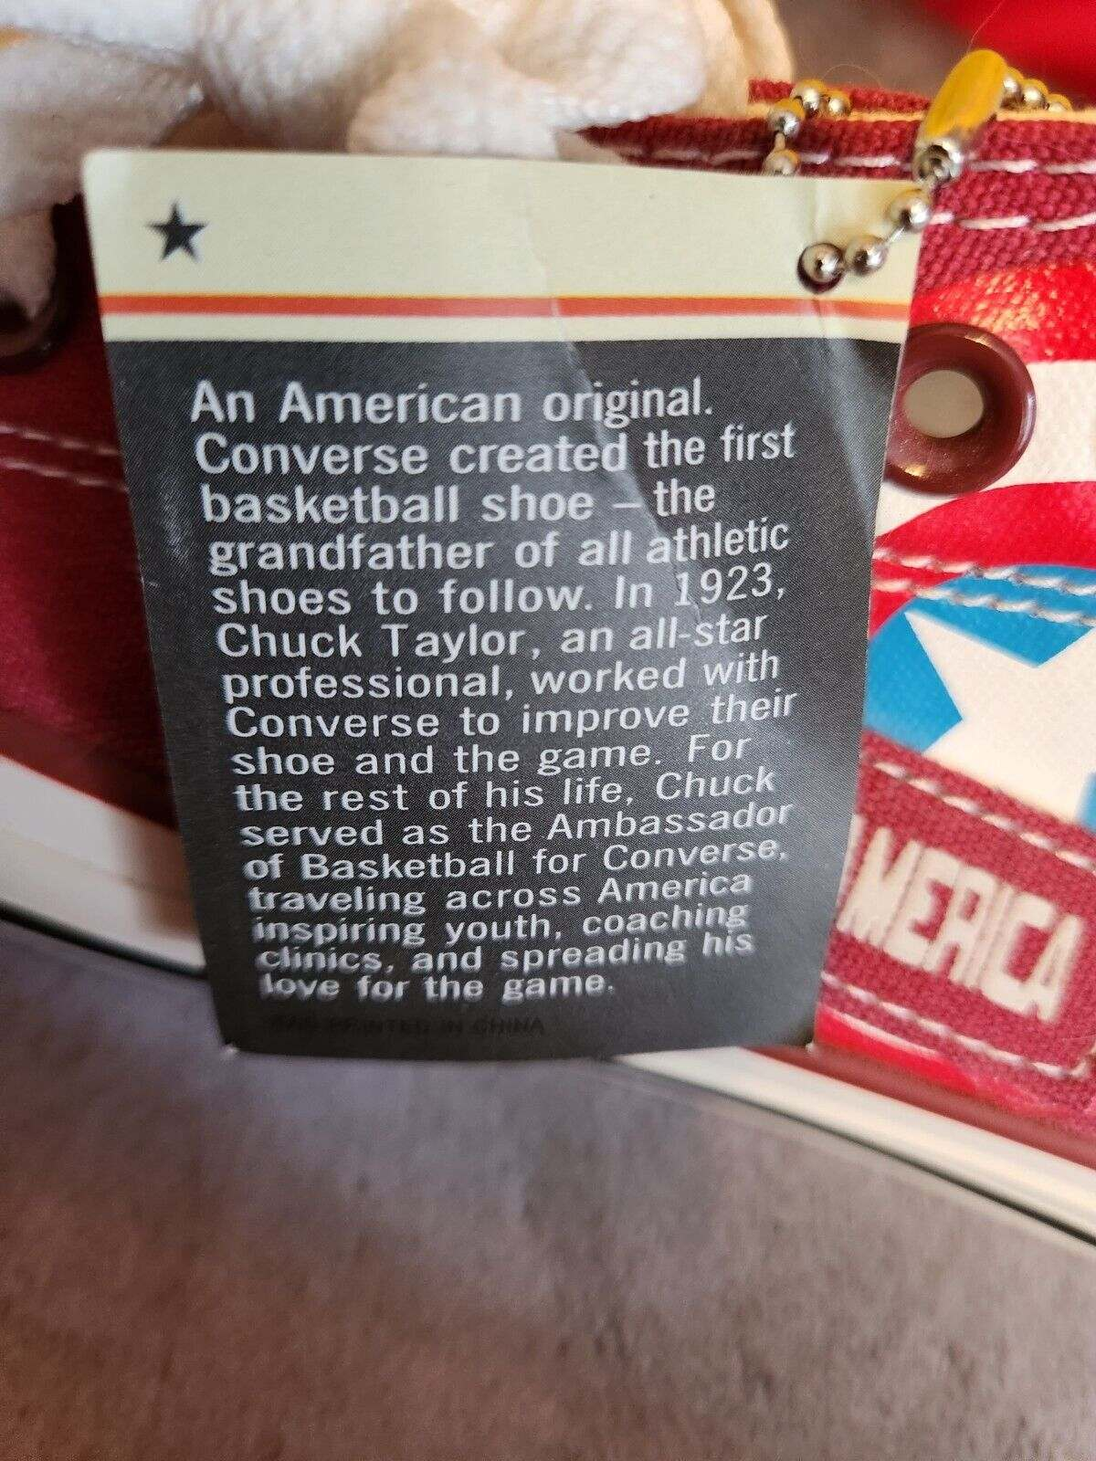 An American original.
Converse created the first
basketball shoe – the
grandfather of all athletic
shoes to follow. In 1923,
Chuck Taylor, an all-star
professional, worked with
Converse to improve their
shoe and the game. For
the rest of his life, Chuck
served as the Ambassador
of Basketball for Converse,
traveling across America
inspiring youth, coaching
clinics, and spreading his
love for the game.
PRINTED IN CHINA
MERICA